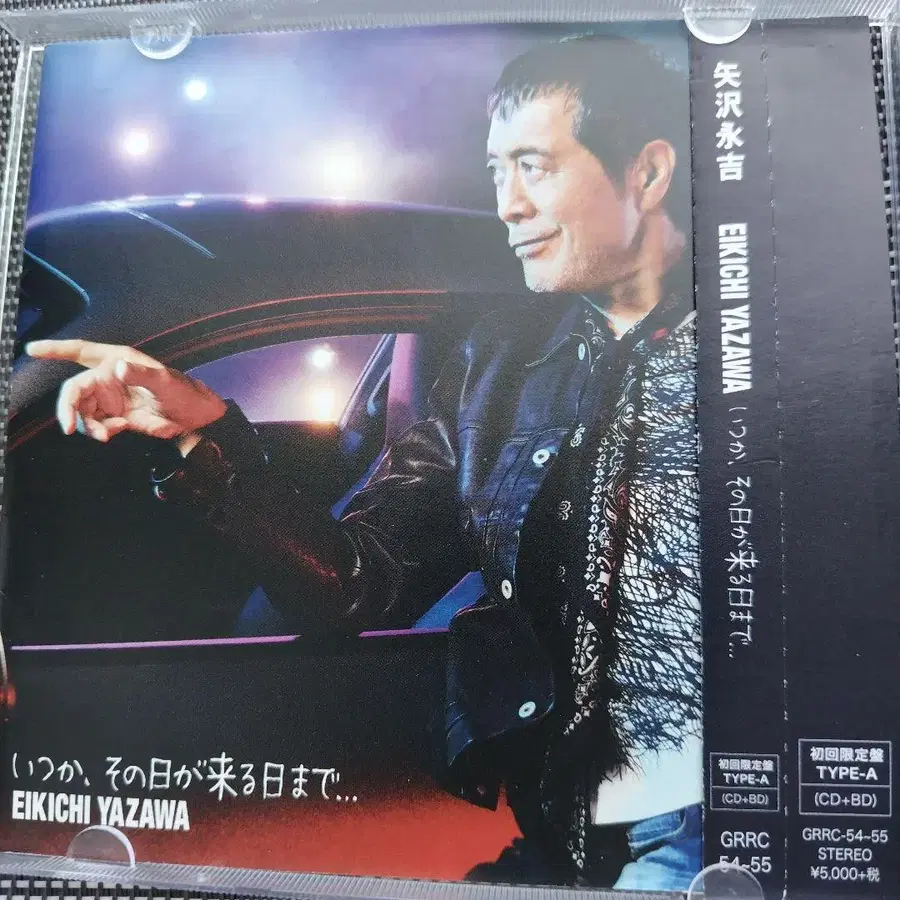 いつか、その日が来る日まで...
EIKICHI YAZAWA
矢沢永吉 EIKICHI YAZAWA いつか、その日が来る日まで...
初回限定盤
TYPE-A
(CD+BD)
GRRC
54~55
初回限定盤
TYPE-A
(CD+BD)
GRRC-54~55
STEREO
¥5,000+税